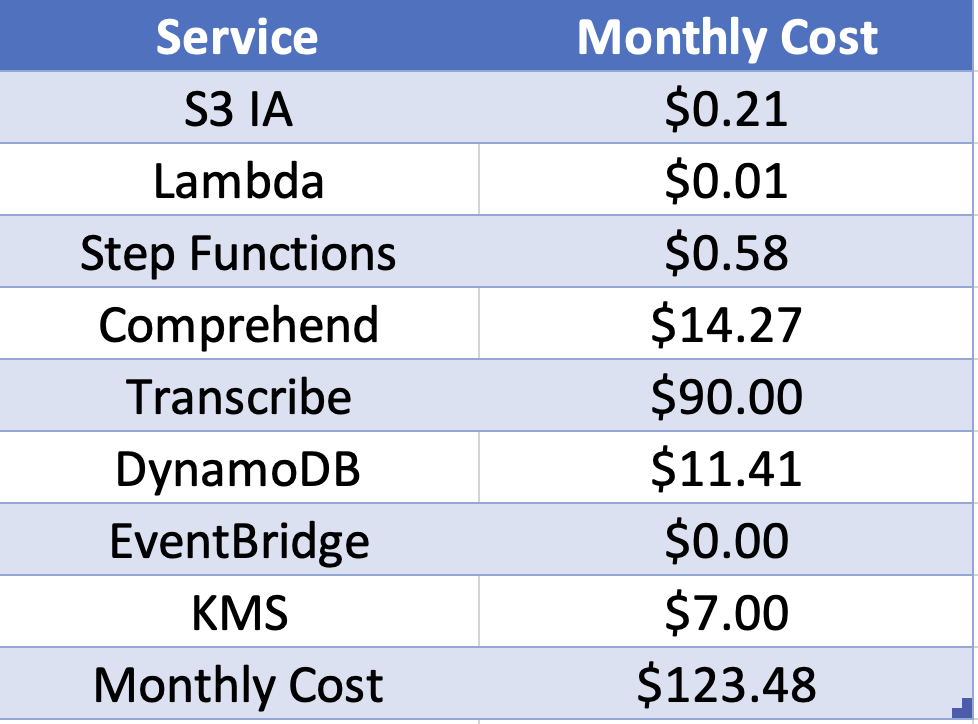 Service Monthly Cost
S3 IA $0.21
Lambda $0.01
Step Functions $0.58
Comprehend $14.27
Transcribe $90.00
DynamoDB $11.41
EventBridge $0.00
KMS $7.00
Monthly Cost $123.48